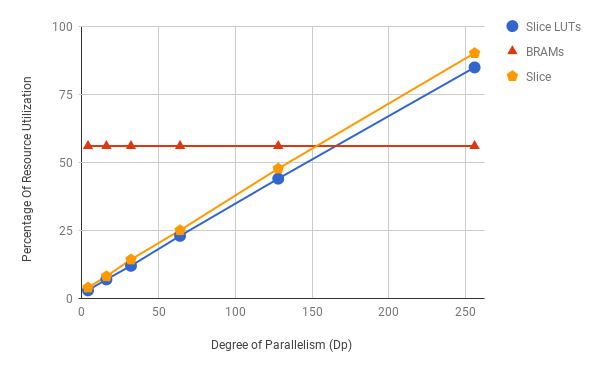 100
75
50
25
0
0
50
100
150
200
250
Percentage Of Resource Utilization
Degree of Parallelism (Dp)
Slice LUTs
BRAMs
Slice